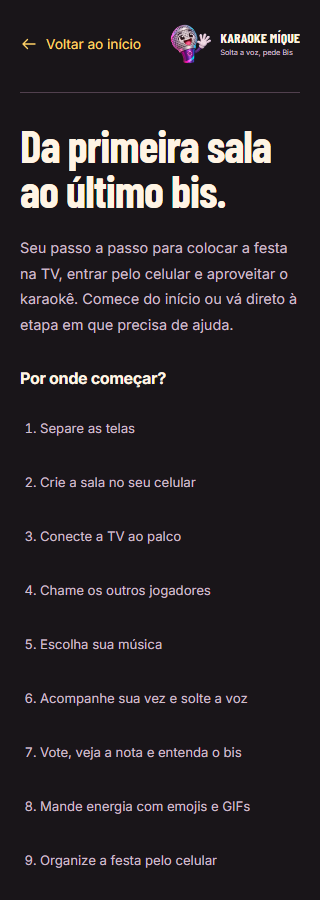 ← Voltar ao início
KARAOKE MÍQUE
Solta a voz, pede Bis
Da primeira sala
ao último bis.
Seu passo a passo para colocar a festa
na TV, entrar pelo celular e aproveitar o
karaokê. Comece do início ou vá direto à
etapa em que precisa de ajuda.
Por onde começar?
1. Separe as telas
2. Crie a sala no seu celular
3. Conecte a TV ao palco
4. Chame os outros jogadores
5. Escolha sua música
6. Acompanhe sua vez e solte a voz
7. Vote, veja a nota e entenda o bis
8. Mande energia com emojis e GIFs
9. Organize a festa pelo celular